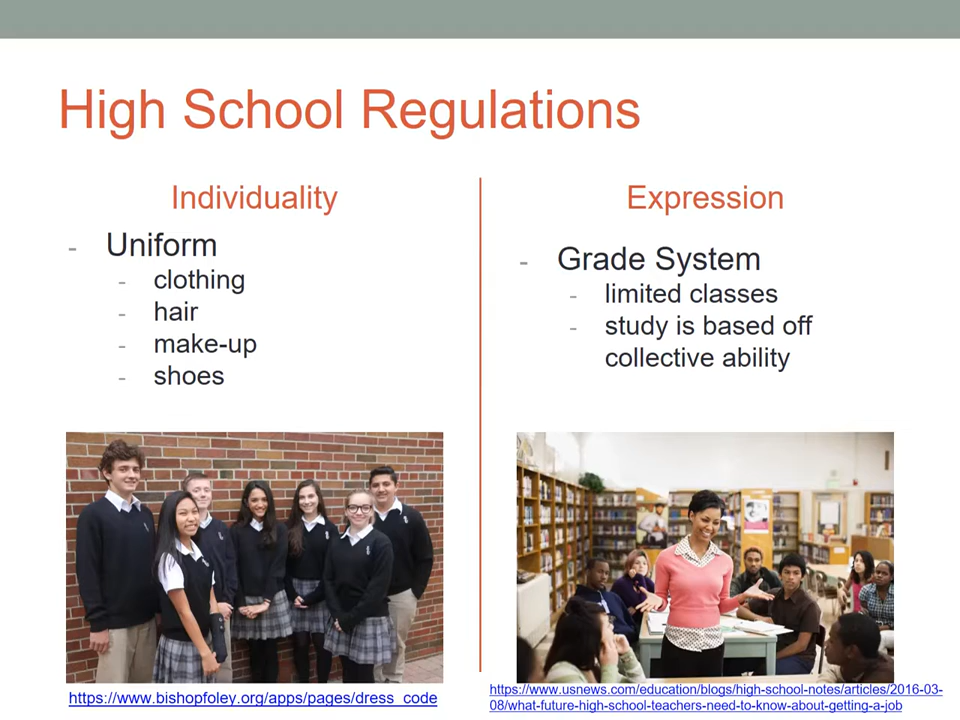 High School Regulations
Individuality
- Uniform
- clothing
- hair
- make-up
- shoes
https://www.bishopfoley.org/apps/pages/dress_code
Expression
- Grade System
- limited classes
- study is based off
collective ability
https://www.usnews.com/education/blogs/high-school-notes/articles/2016-03-
08/what-future-high-school-teachers-need-to-know-about-getting-a-job